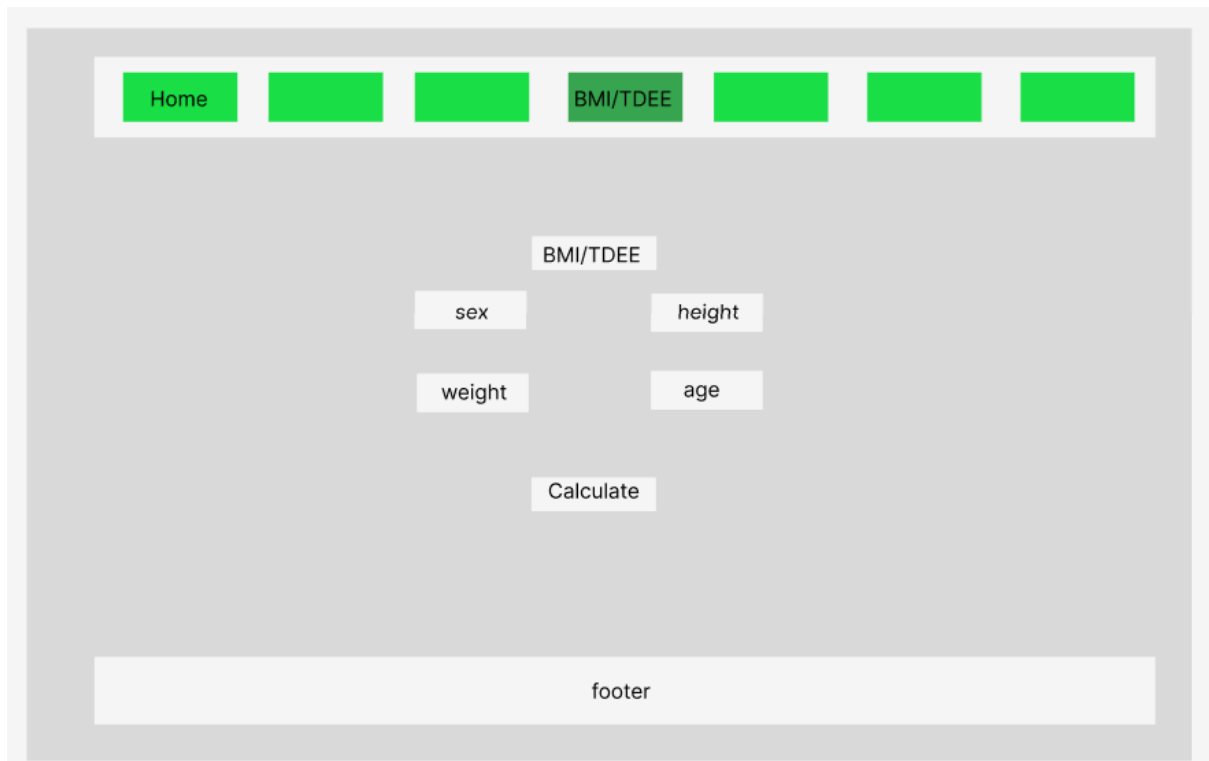 Home
BMI/TDEE
BMI/TDEE
sex
height
weight
age
Calculate
footer